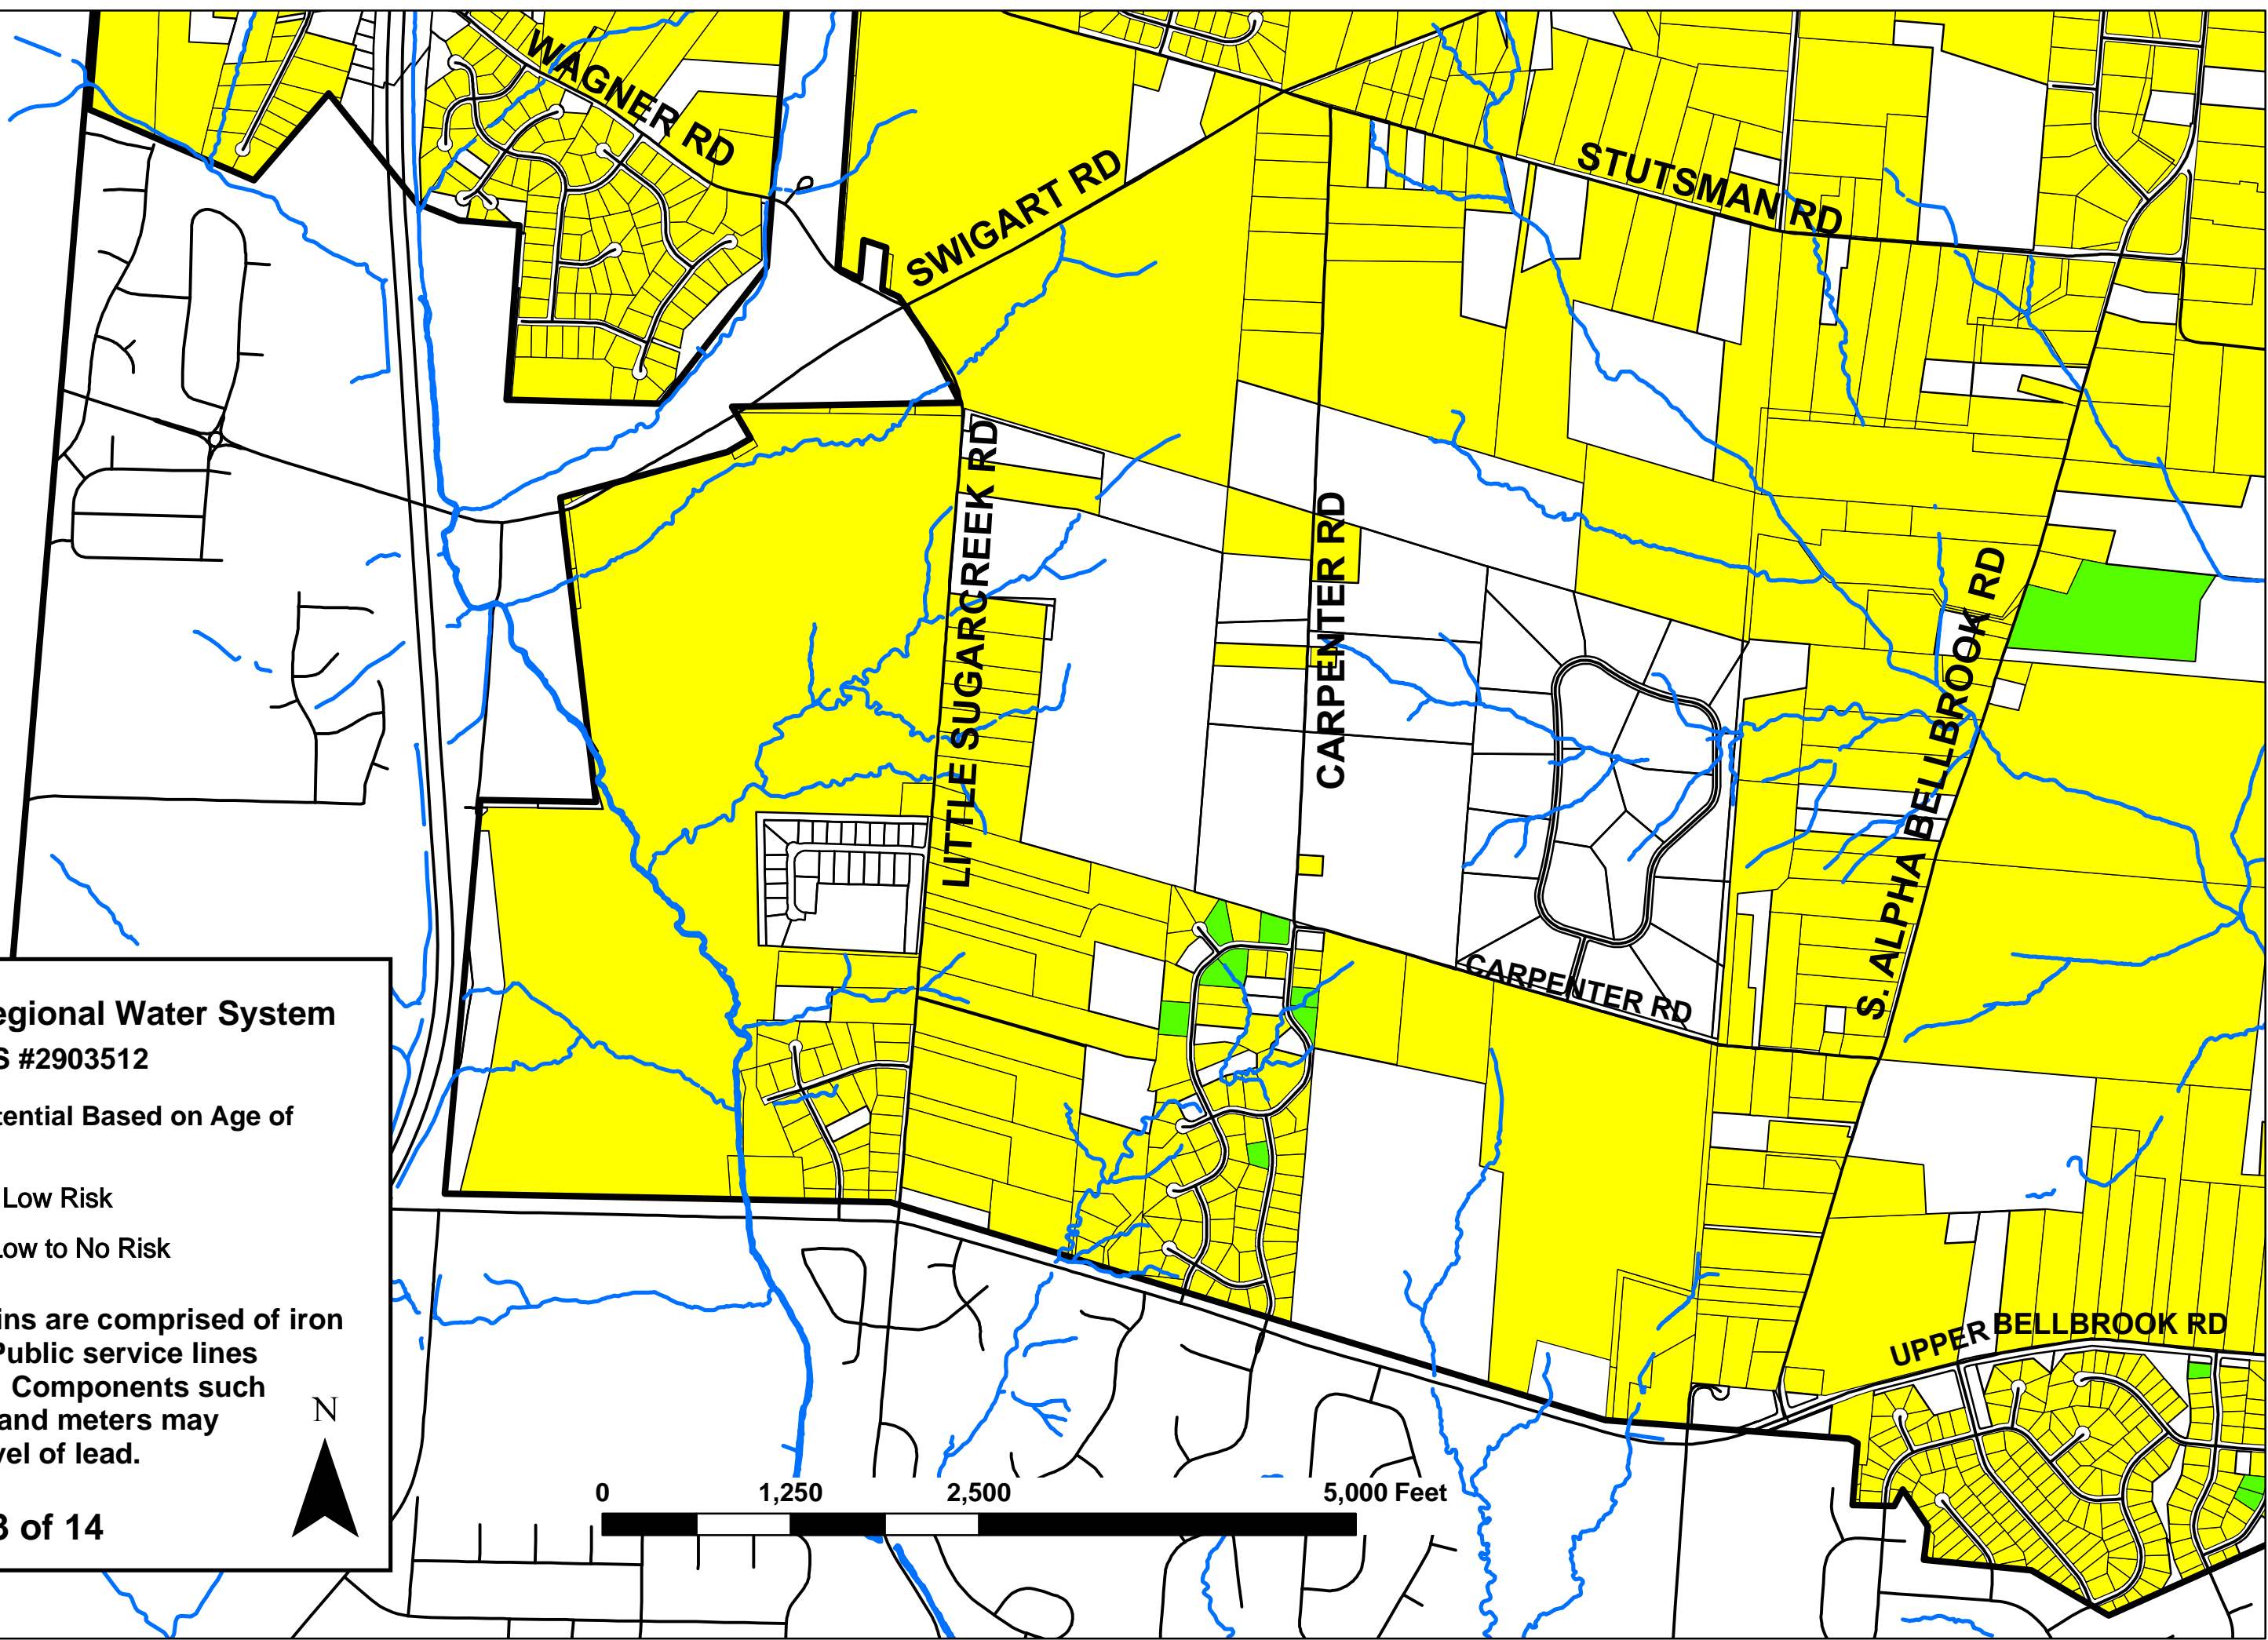 WAGNER RD
SWIGART RD
STUTSMAN RD
LITTLE SUGARCREEK RD
CARPENTER RD
S. ALPHA BELLBROOK RD
CARPENTER RD
UPPER BELLBROOK RD
egional Water System
S #2903512
tential Based on Age of
Low Risk
Low to No Risk
ins are comprised of iron
Public service lines
Components such
and meters may
vel of lead.
N
3 of 14
0 1,250 2,500 5,000 Feet